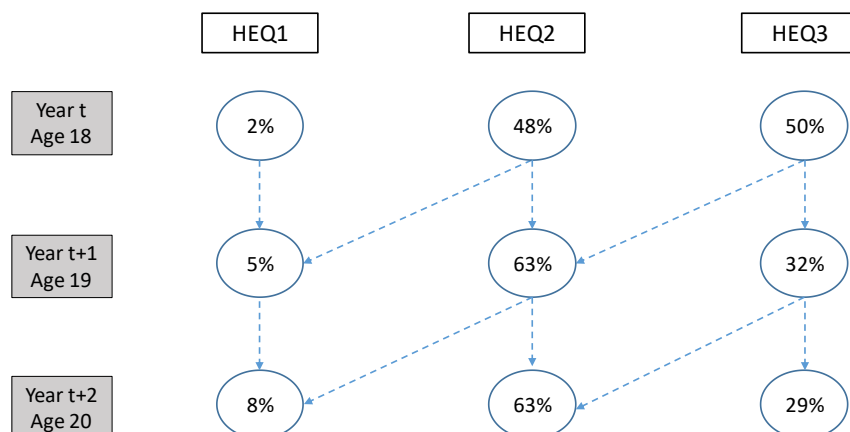 HEQ1
HEQ2
HEQ3
Year t
Age 18
2%
48%
50%
Year t+1
Age 19
5%
63%
32%
Year t+2
Age 20
8%
63%
29%